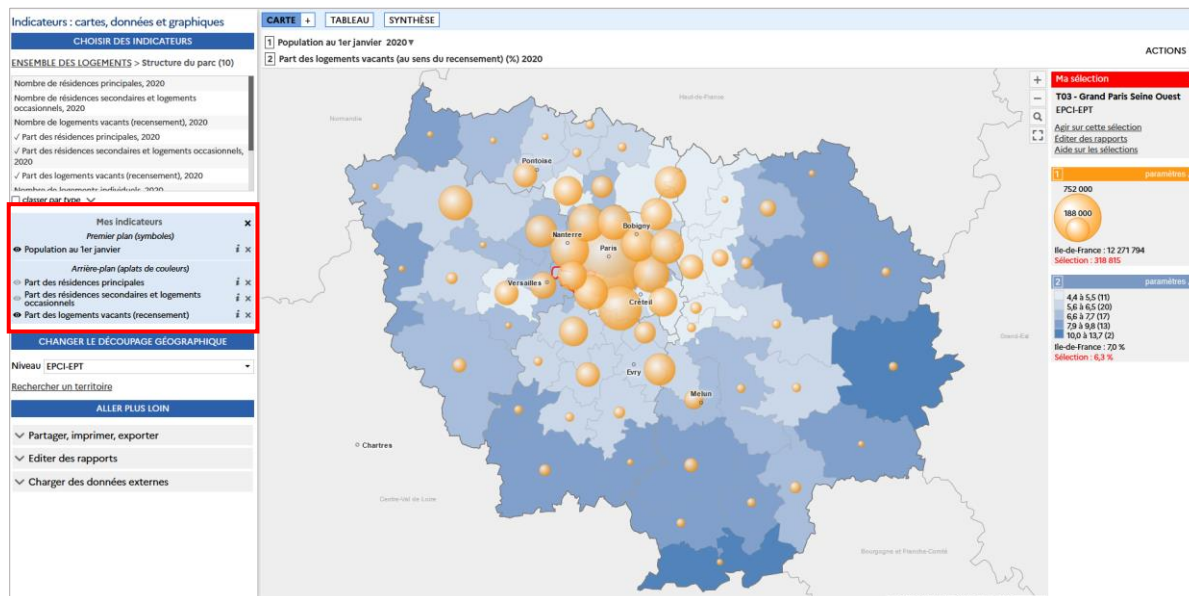 Indicateurs : cartes, données et graphiques
CHOISIR DES INDICATEURS
ENSEMBLE DES LOGEMENTS > Structure du parc (10)
Nombre de résidences principales, 2020
Nombre de résidences secondaires et logements
occasionnels, 2020
Nombre de logements vacants (recensement), 2020
✓ Part des résidences principales, 2020
✓ Part des résidences secondaires et logements occasionnels,
2020
✓ Part des logements vacants (recensement), 2020
Nombre de logements individuels, 2020
classer par type
Mes indicateurs ×
Premier plan (symboles)
Population au 1er janvier i ×
Arrière-plan (aplats de couleurs)
Part des résidences principales i ×
Part des résidences secondaires et logements
occasionnels i ×
Part des logements vacants (recensement) i ×
CHANGER LE DÉCOUPAGE GÉOGRAPHIQUE
Niveau EPCI-EPT
Rechercher un territoire
ALLER PLUS LOIN
Partager, imprimer, exporter
Editer des rapports
Charger des données externes
CARTE + TABLEAU SYNTHÈSE
1 Population au 1er janvier 2020 ▾
2 Part des logements vacants (au sens du recensement) (%) 2020
ACTIONS
Hauts-de-France
Normandie
Pontoise
Nanterre
Bobigny
Paris
Versailles
Créteil
Evry
Melun
Chartres
Grand-Est
Centre-Val de Loire
Bourgogne et Franche-Comté
+
−
Ma sélection
T03 - Grand Paris Seine Ouest
EPCI-EPT
Agir sur cette sélection
Éditer des rapports
Aide sur les sélections
1 paramètres
752 000
188 000
Ile-de-France : 12 271 794
Sélection : 318 815
2 paramètres
4,4 à 5,5 (11)
5,6 à 6,5 (20)
6,6 à 7,7 (17)
7,9 à 9,8 (13)
10,0 à 13,7 (2)
Ile-de-France : 7,0 %
Sélection : 6,3 %